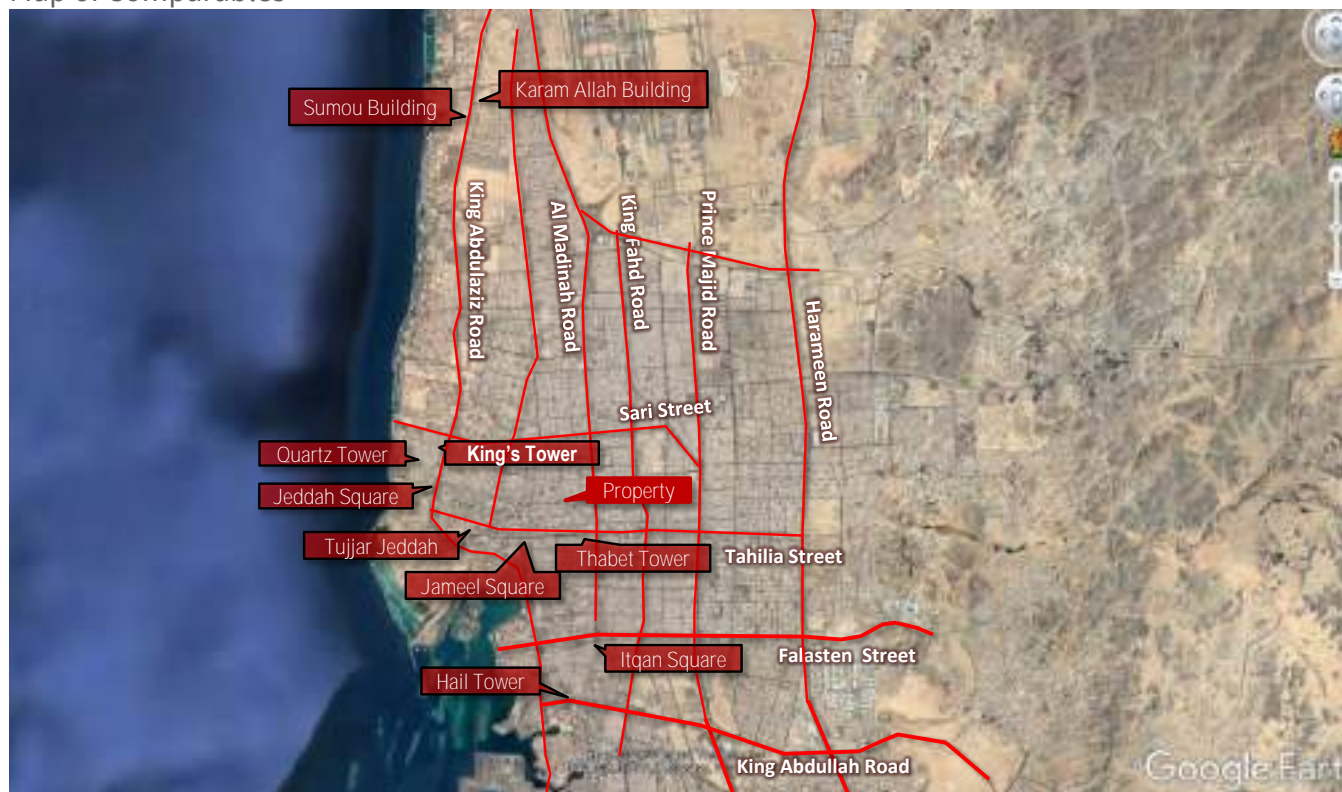 Karam Allah Building
Sumou Building
King Abdulaziz Road
Al Madinah Road
King Fahd Road
Prince Majid Road
Harameen Road
Sari Street
Quartz Tower
King's Tower
Jeddah Square
Property
Tujjar Jeddah
Thabet Tower
Tahilia Street
Jameel Square
Itqan Square
Falasten Street
Hail Tower
King Abdullah Road